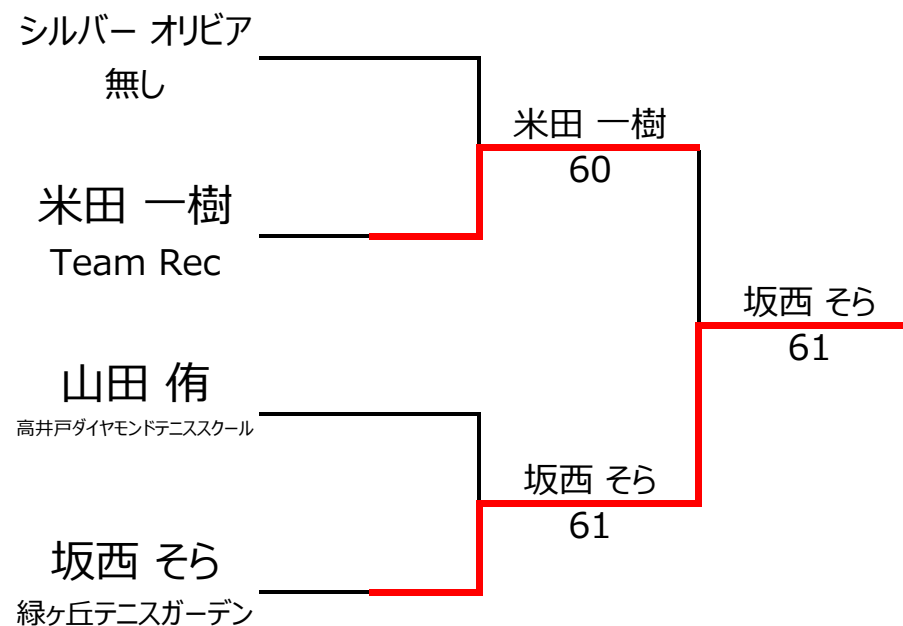 シルバー オリビア
無し
米田 一樹
Team Rec
山田 侑
高井戸ダイヤモンドテニススクール
坂西 そら
緑ヶ丘テニスガーデン
米田 一樹
60
坂西 そら
61
坂西 そら
61